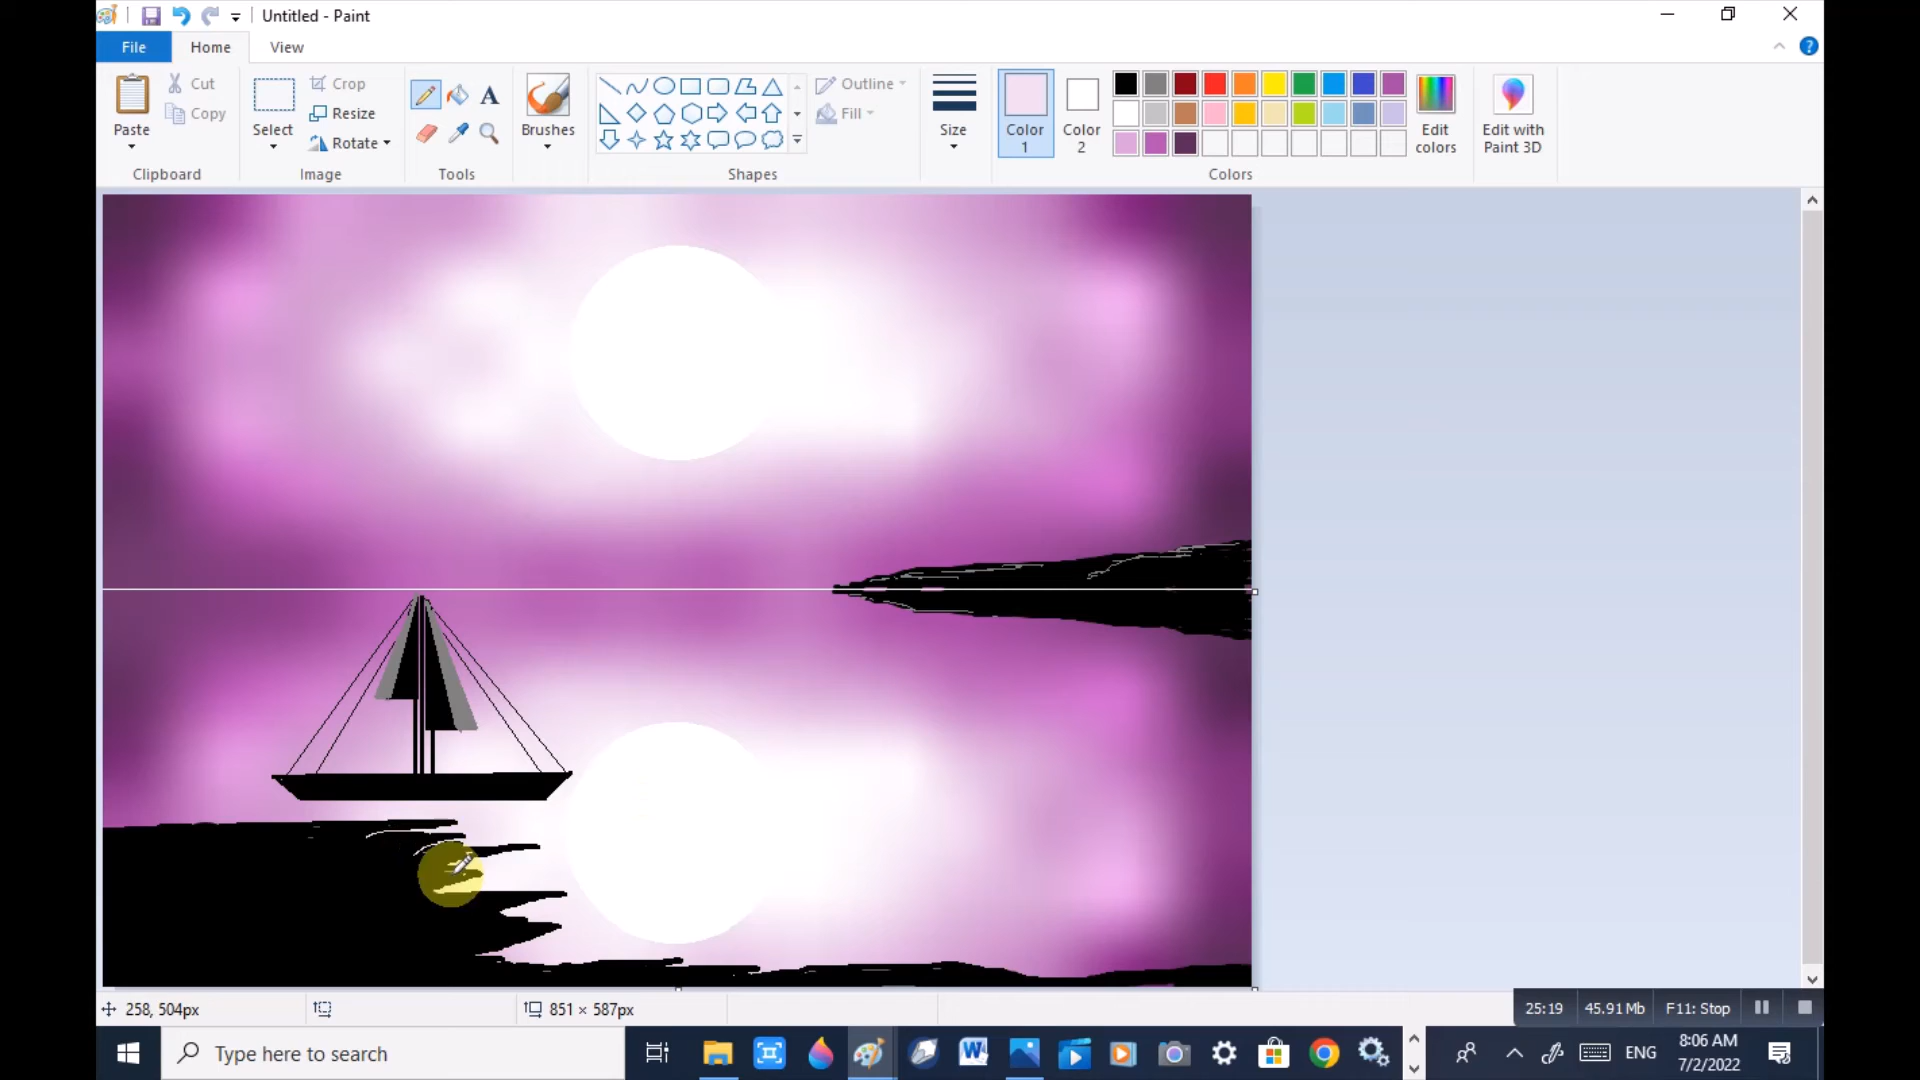 Untitled - Paint
File Home View
Paste
Cut
Copy
Clipboard
Select
Crop
Resize
Rotate
Image
A
Tools
Brushes
Shapes
Outline
Fill
Size
Color 1
Color 2
Colors
Edit colors
Edit with Paint 3D
258, 504px
851 × 587px
25:19 45.91 Mb F11: Stop
Type here to search
W
ENG
8:06 AM
7/2/2022